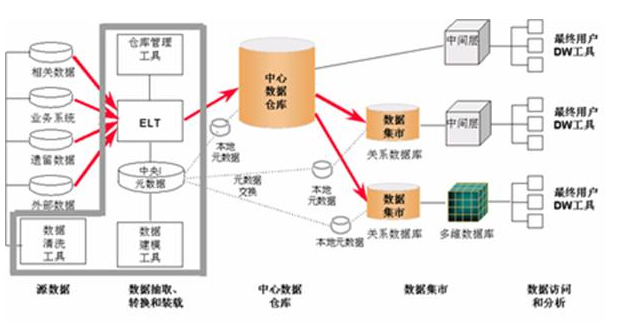 相关数据
业务系统
遗留数据
外部数据
数据
清洗
工具
仓库管理
工具
ELT
中央/
元数据
数据
建模
工具
中心
数据
仓库
本地
元数据
元数据
交换
本地
元数据
本地元数据
中间层
数据
集市
关系数据库
中间层
数据
集市
关系数据库
多维数据库
最终用户
DW工具
最终用户
DW工具
最终用户
DW工具
源数据
数据抽取、
转换和装载
中心数据
仓库
数据集市
数据访问
和分析